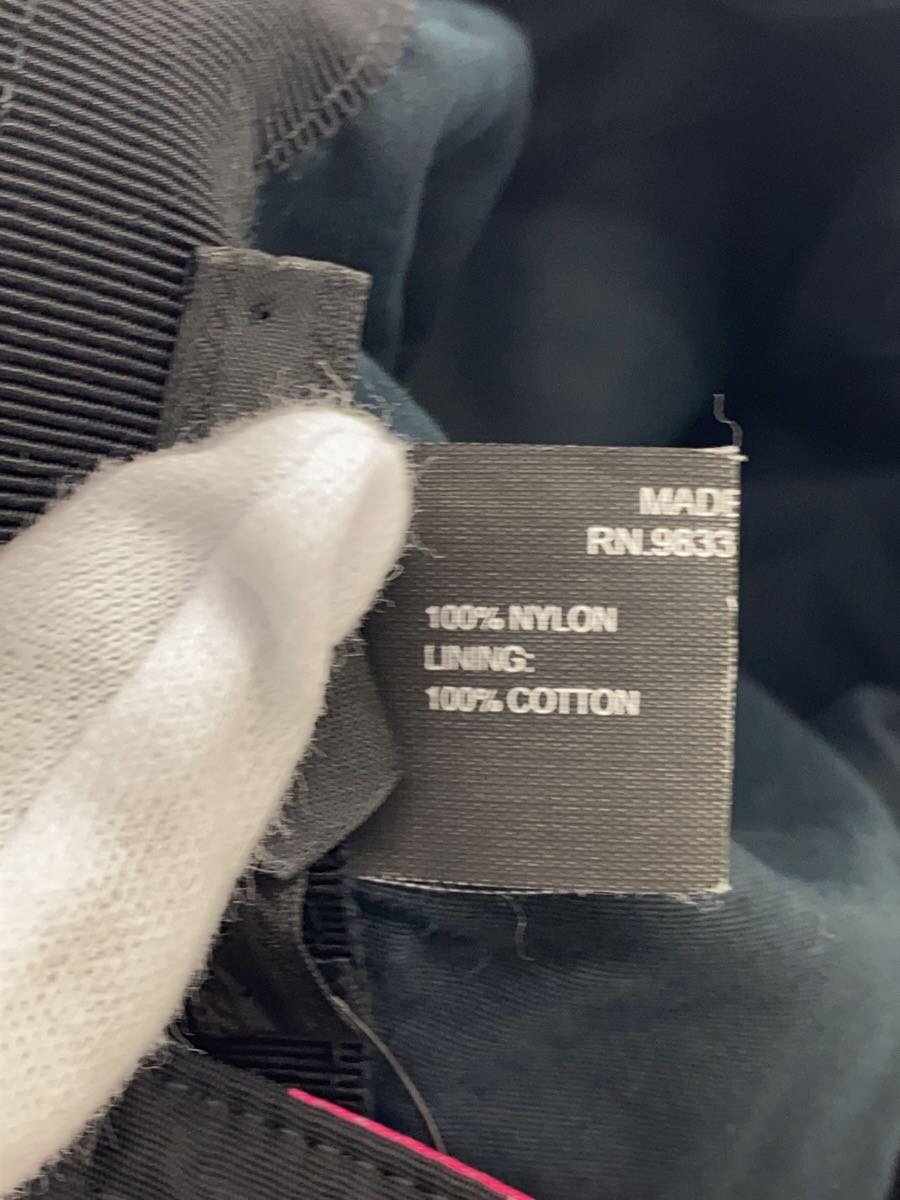 MADE
RN.9833
100% NYLON
LINING:
100% COTTON